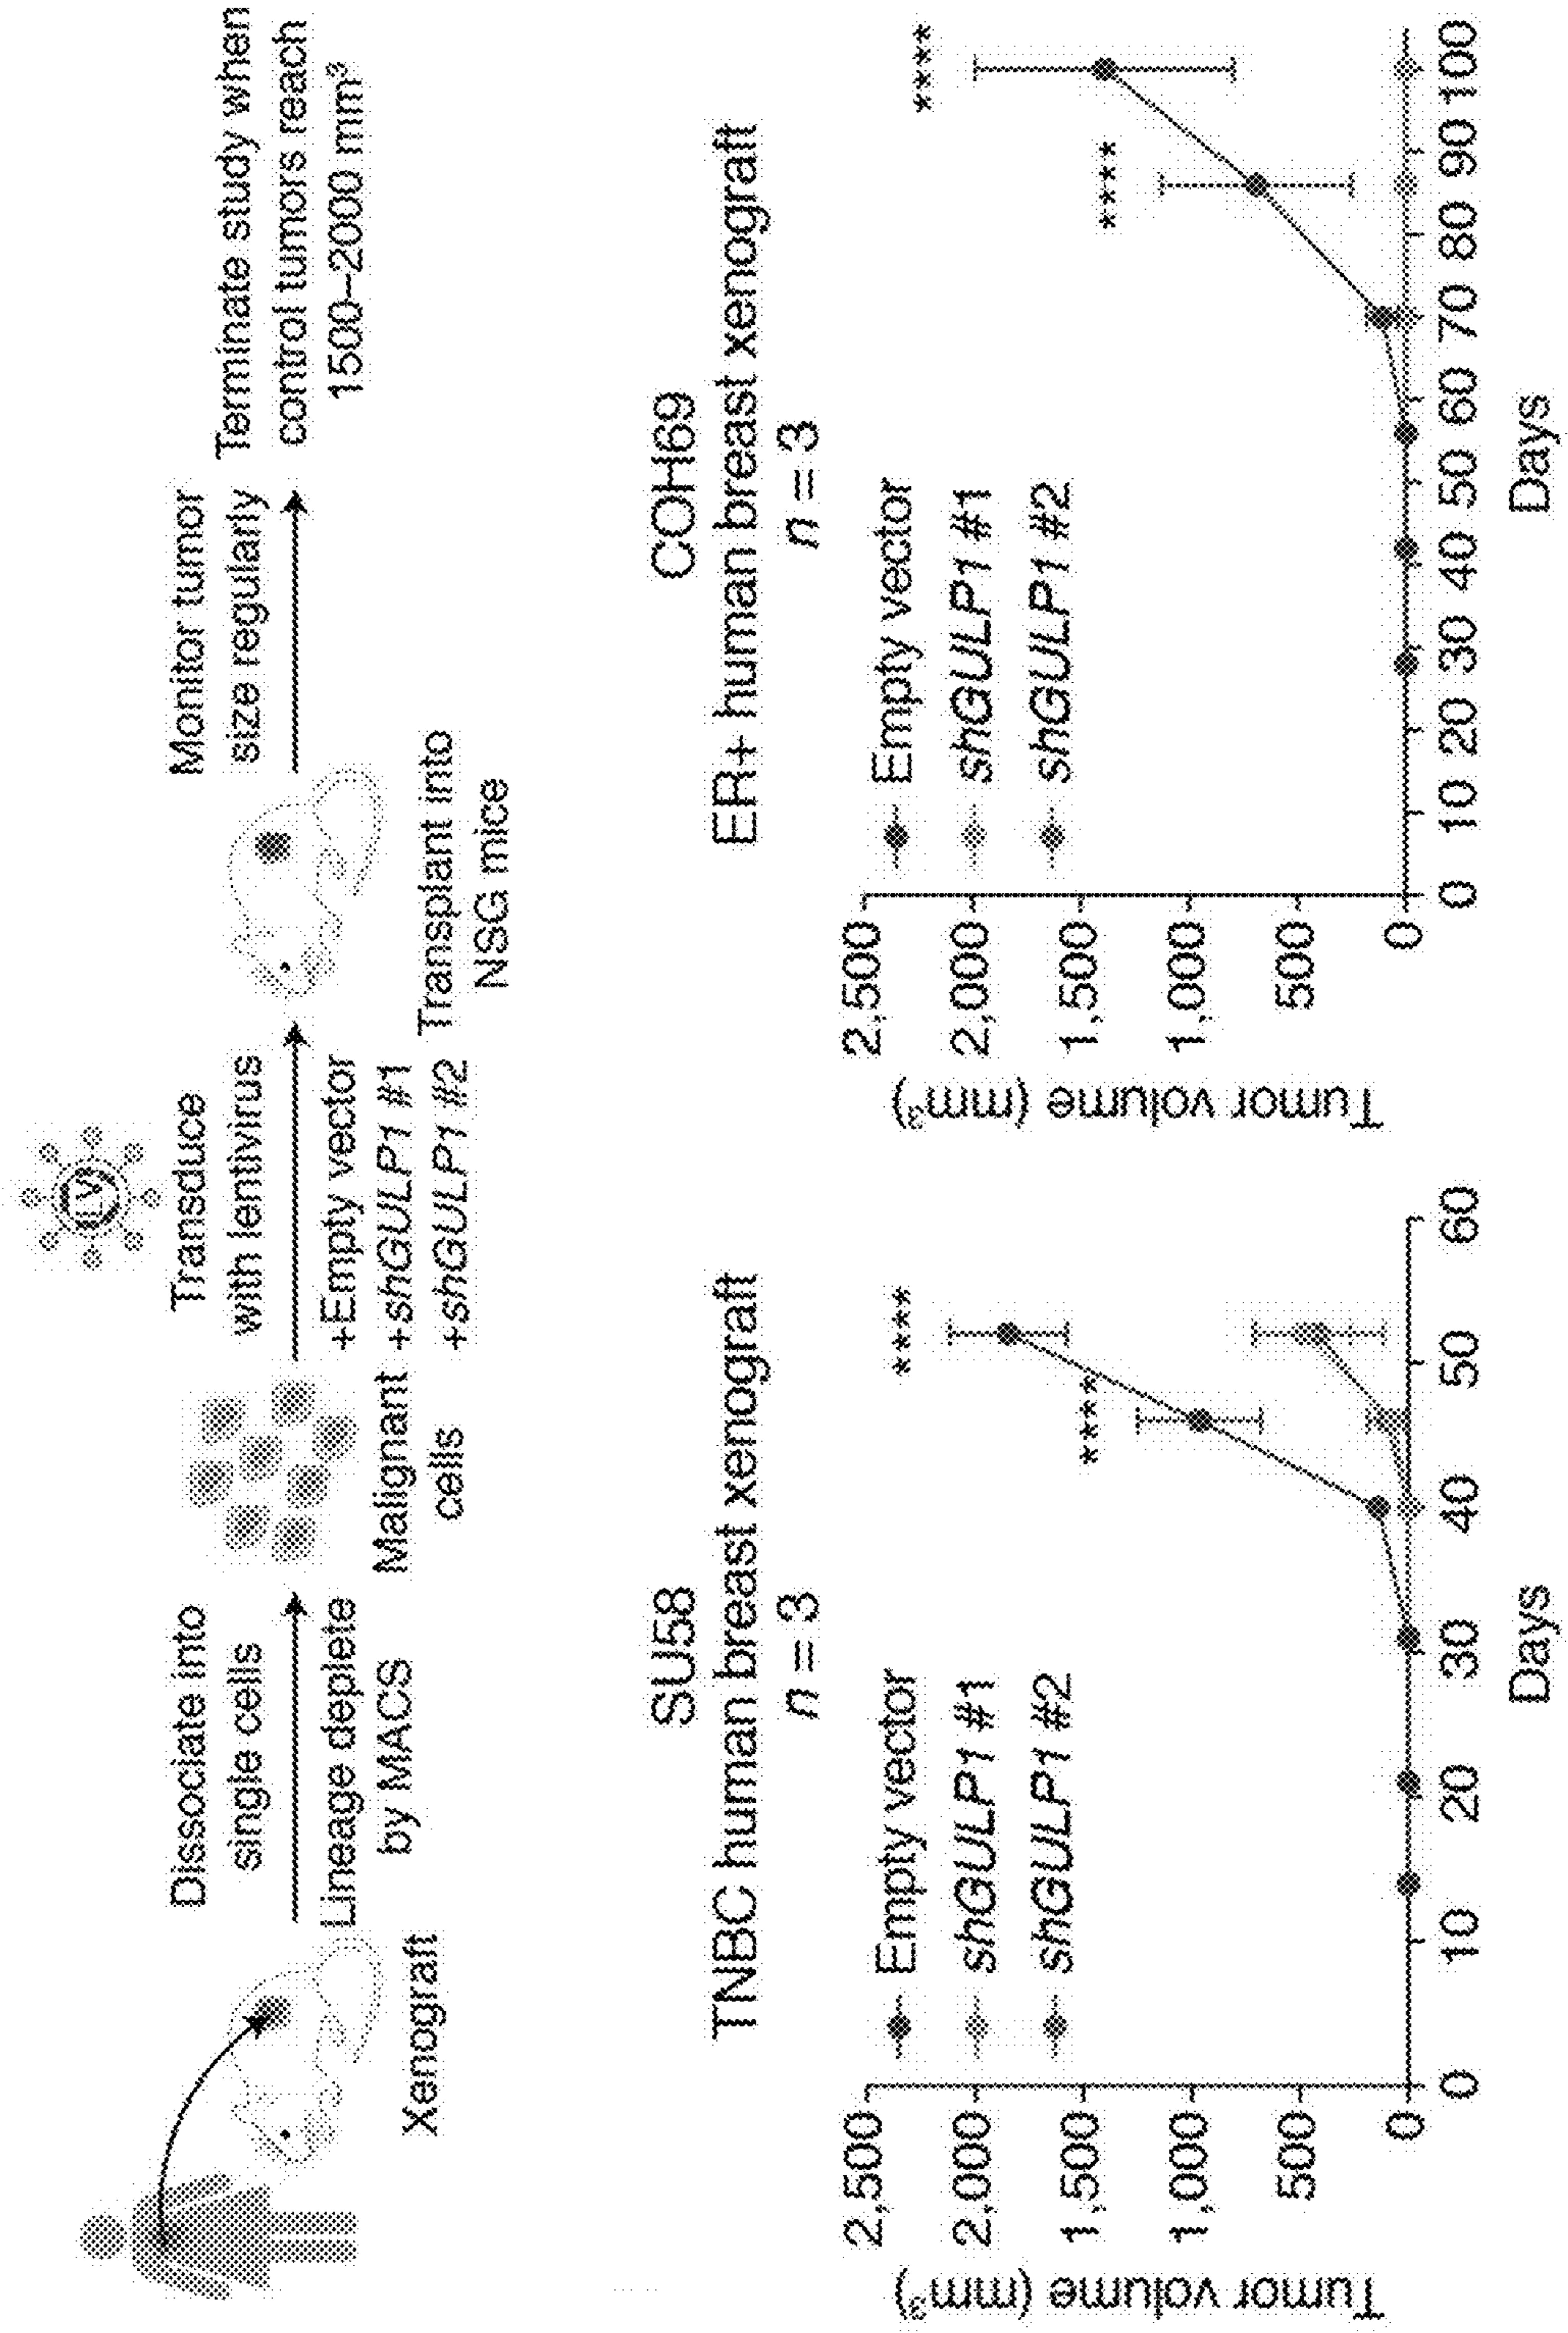 Dissociate into
single cells
Lineage deplete
by MACS
Xenograft
Malignant
cells
LV
Transduce
with lentivirus
+Empty vector
+shGULP1 #1
+shGULP1 #2
Transplant into
NSG mice
Monitor tumor
size regularly
Terminate study when
control tumors reach
1500–2000 mm³
SU58
TNBC human breast xenograft
n = 3
Empty vector
shGULP1 #1
shGULP1 #2
****
****
Tumor volume (mm³)
2,500
2,000
1,500
1,000
500
0
0 10 20 30 40 50 60
Days
COH69
ER+ human breast xenograft
n = 3
Empty vector
shGULP1 #1
shGULP1 #2
****
****
Tumor volume (mm³)
2,500
2,000
1,500
1,000
500
0
0 10 20 30 40 50 60 70 80 90 100
Days